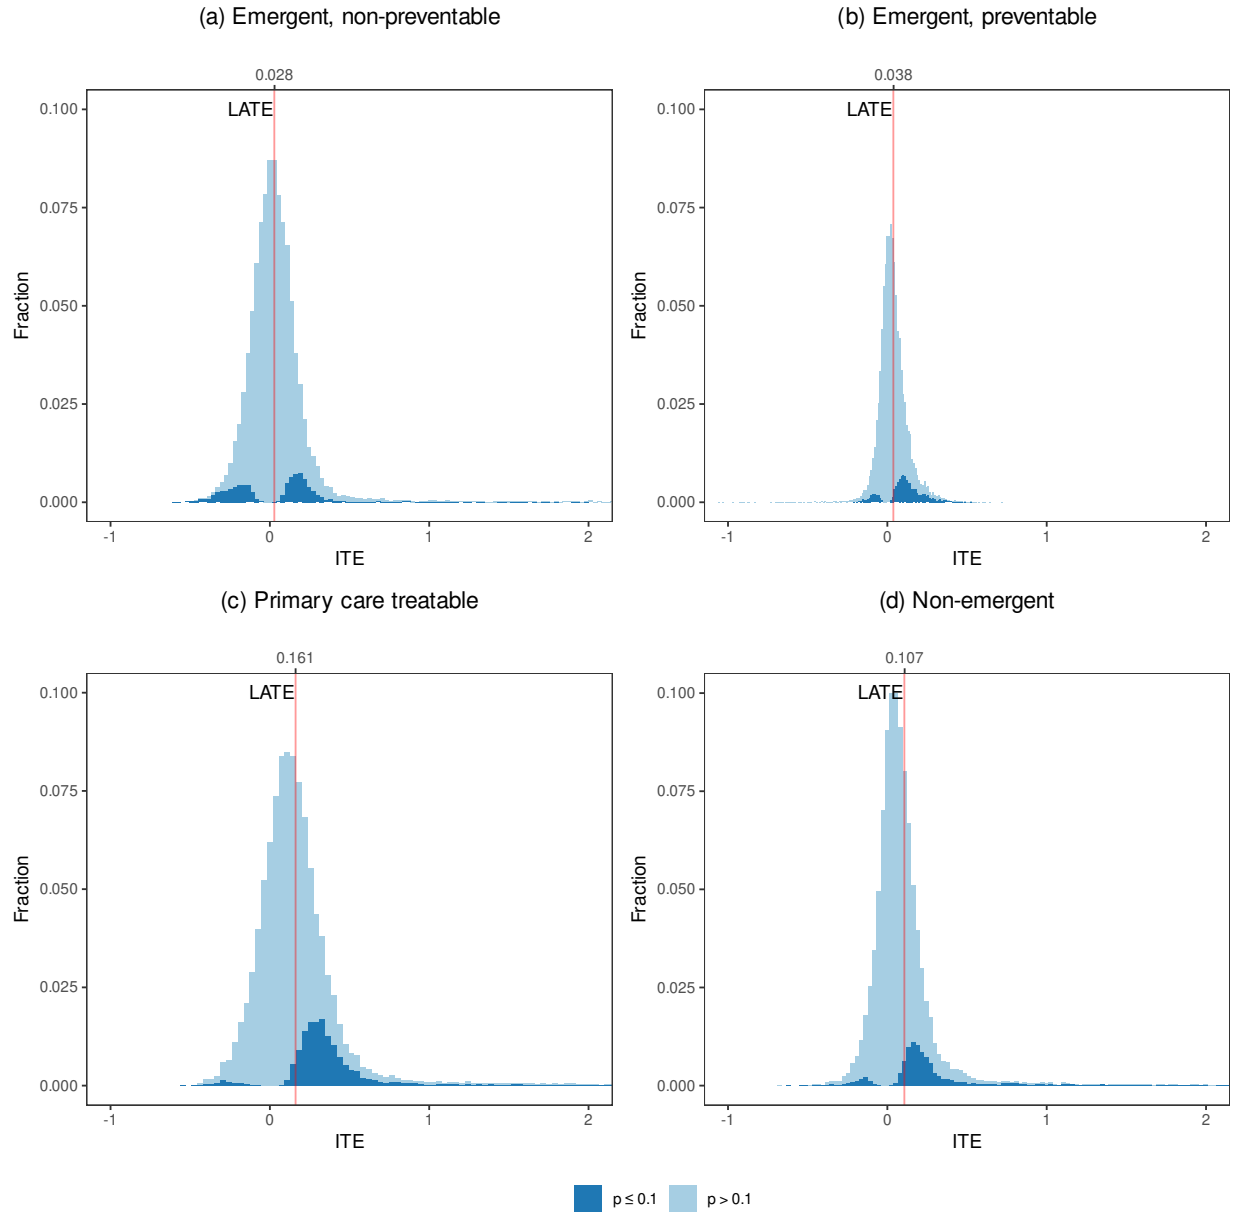 (a) Emergent, non-preventable
0.028
LATE
0.100
0.075
0.050
0.025
0.000
Fraction
-1 0 1 2
ITE
(b) Emergent, preventable
0.038
LATE
0.100
0.075
0.050
0.025
0.000
Fraction
-1 0 1 2
ITE
(c) Primary care treatable
0.161
LATE
0.100
0.075
0.050
0.025
0.000
Fraction
-1 0 1 2
ITE
(d) Non-emergent
0.107
LATE
0.100
0.075
0.050
0.025
0.000
Fraction
-1 0 1 2
ITE
p ≤ 0.1 p > 0.1